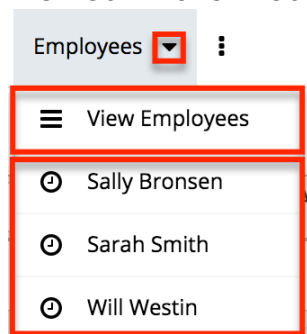 Employees
View Employees
Sally Bronsen
Sarah Smith
Will Westin